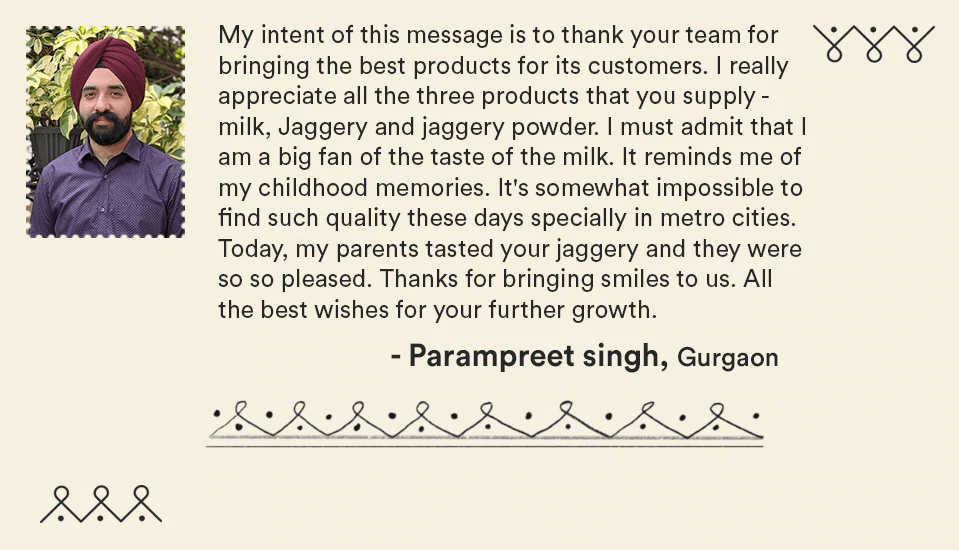 My intent of this message is to thank your team for
bringing the best products for its customers. I really
appreciate all the three products that you supply -
milk, Jaggery and jaggery powder. I must admit that I
am a big fan of the taste of the milk. It reminds me of
my childhood memories. It's somewhat impossible to
find such quality these days specially in metro cities.
Today, my parents tasted your jaggery and they were
so so pleased. Thanks for bringing smiles to us. All
the best wishes for your further growth.
- Parampreet singh, Gurgaon